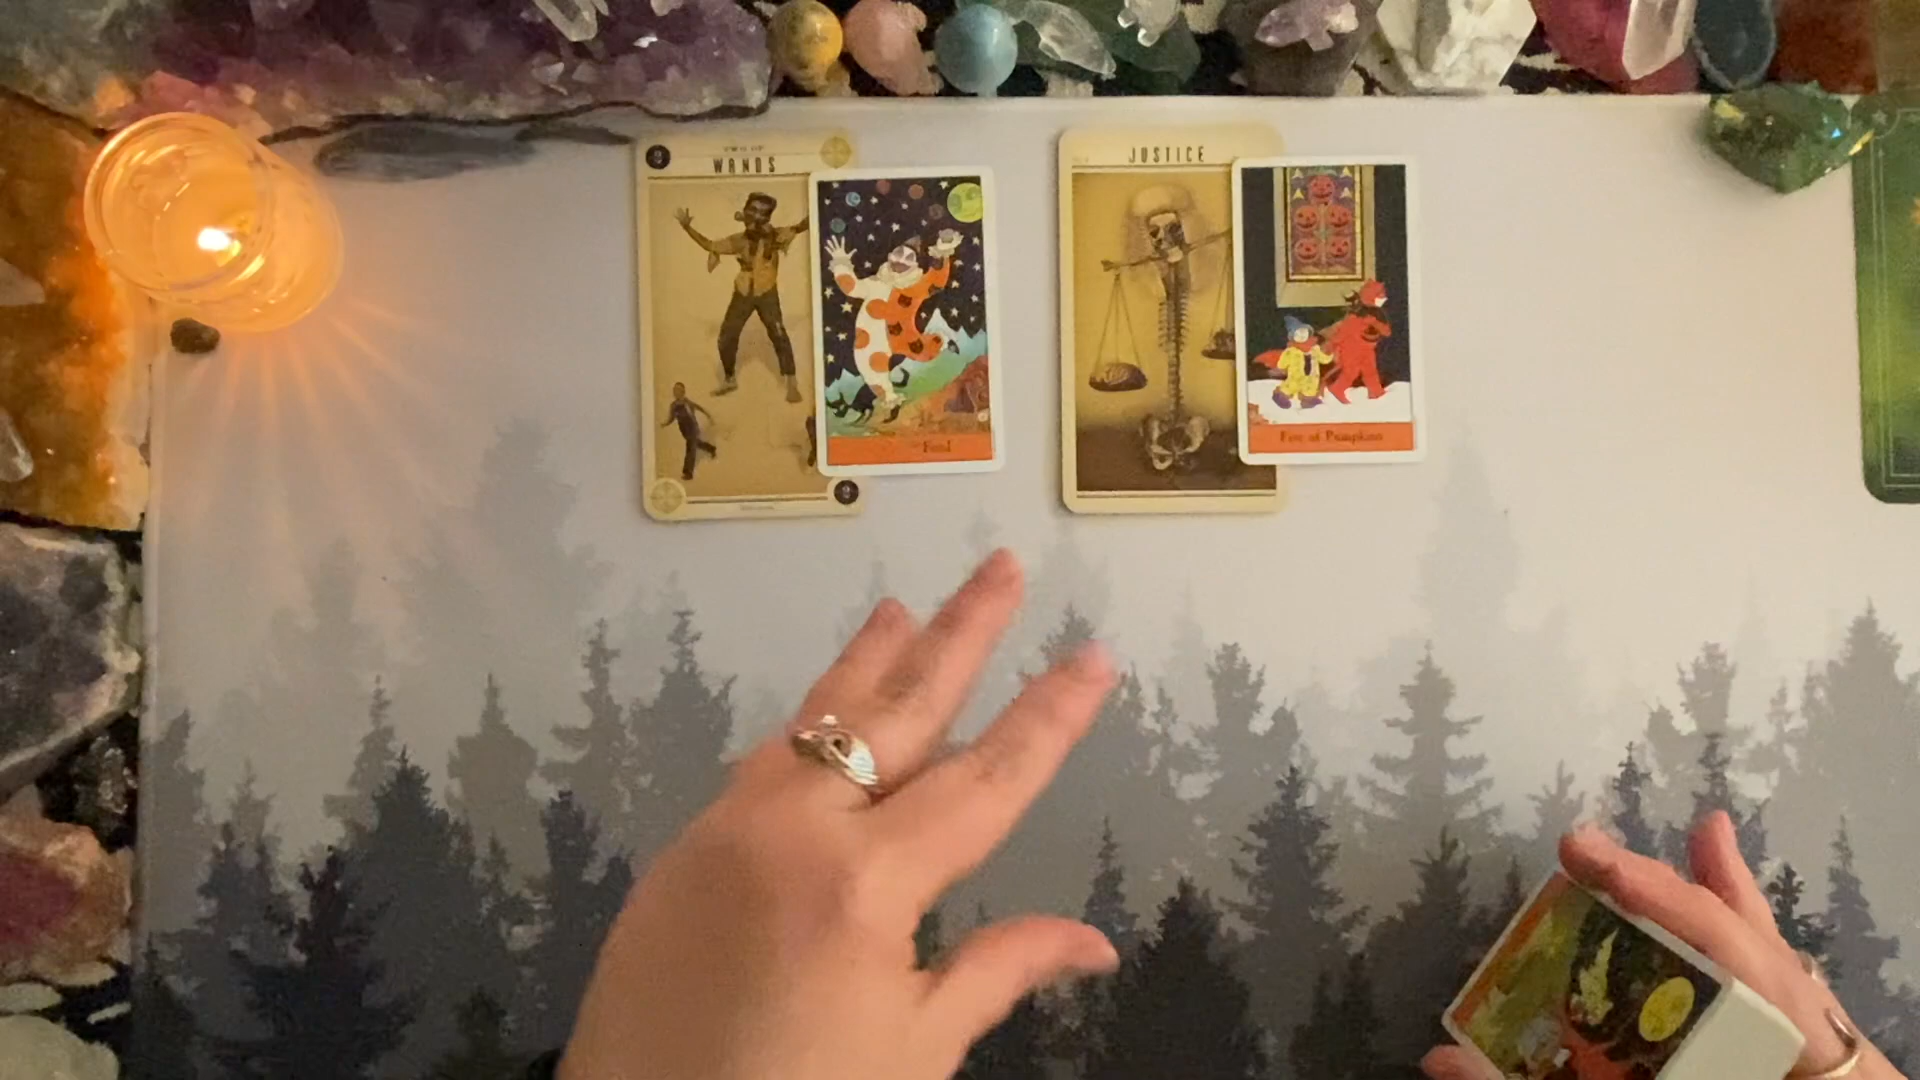 TWO OF
WANDS
Fool
JUSTICE
Five of Pumpkins